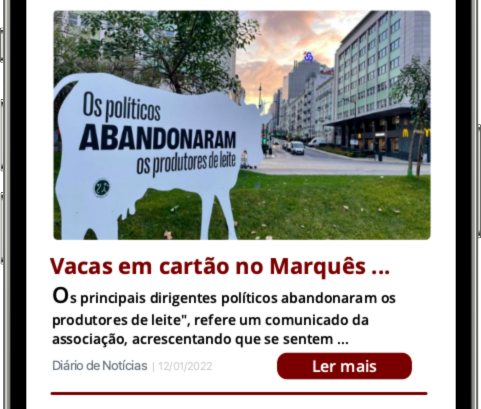 Os políticos
ABANDONARAM
os produtores de leite
Vacas em cartão no Marquês ...
Os principais dirigentes políticos abandonaram os
produtores de leite", refere um comunicado da
associação, acrescentando que se sentem ...
Diário de Notícias | 12/01/2022
Ler mais